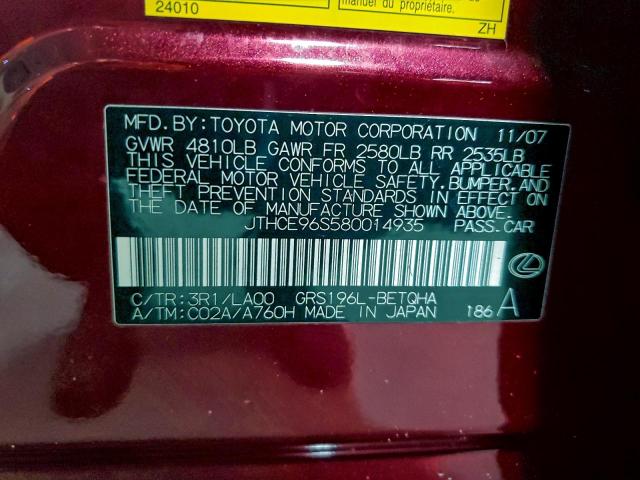 24010
manuel du propriétaire.
ZH
MFD. BY: TOYOTA MOTOR CORPORATION 11/07
GVWR 4810LB GAWR FR 2580LB RR 2535LB
THIS VEHICLE CONFORMS TO ALL APPLICABLE
FEDERAL MOTOR VEHICLE SAFETY, BUMPER, AND
THEFT PREVENTION STANDARDS IN EFFECT ON
THE DATE OF MANUFACTURE SHOWN ABOVE.
JTHCE96S580014935 PASS. CAR
C/TR: 3R1/LA00 GRS196L-BETQHA
A/TM: C02A/A760H MADE IN JAPAN 186 A